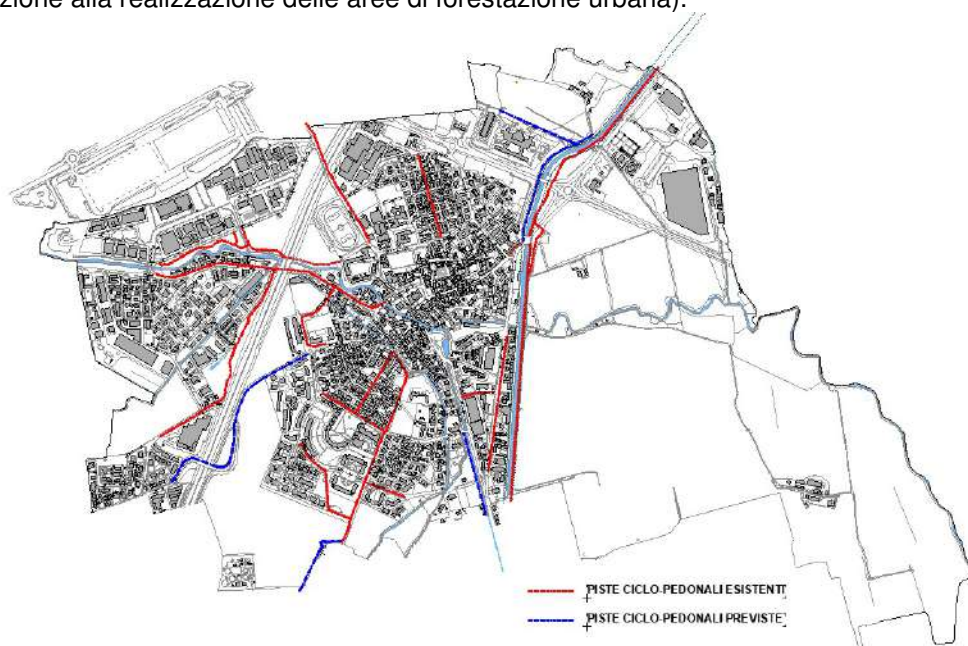 zione alla realizzazione delle aree di forestazione urbana).
PISTE CICLO-PEDONALI ESISTENTI
PISTE CICLO-PEDONALI PREVISTE